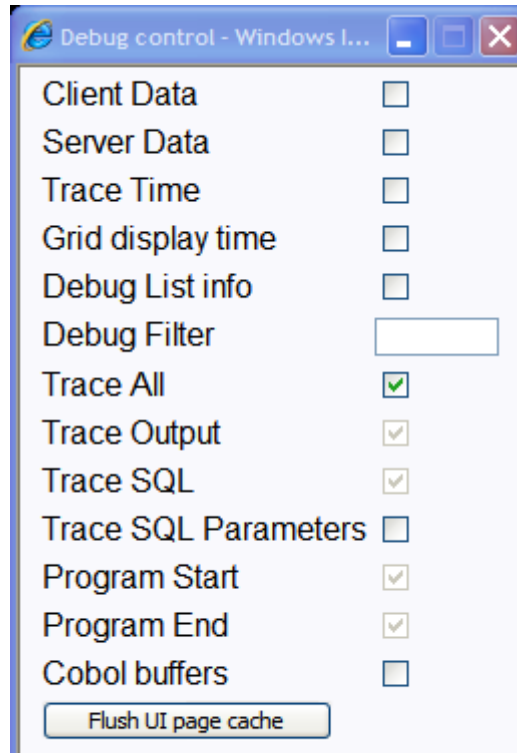 Debug control - Windows I...
Client Data
Server Data
Trace Time
Grid display time
Debug List info
Debug Filter
Trace All
Trace Output
Trace SQL
Trace SQL Parameters
Program Start
Program End
Cobol buffers
Flush UI page cache